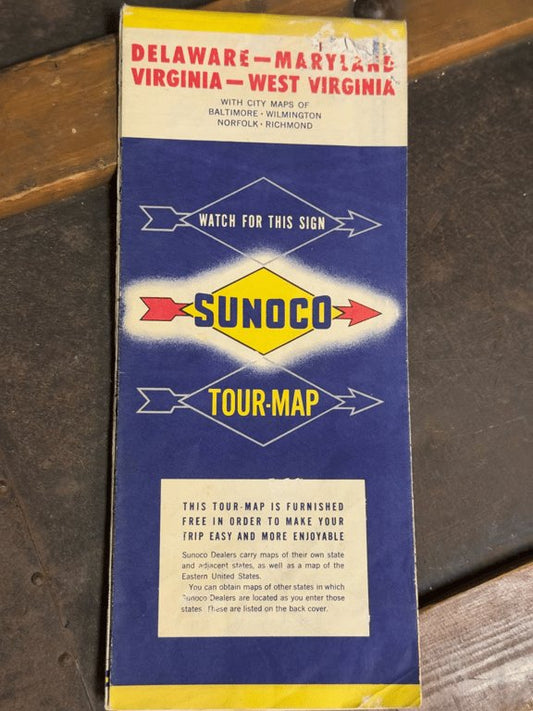 DELAWARE—MARYLAND
VIRGINIA—WEST VIRGINIA
WITH CITY MAPS OF
BALTIMORE · WILMINGTON
NORFOLK · RICHMOND
WATCH FOR THIS SIGN
SUNOCO
TOUR-MAP
THIS TOUR-MAP IS FURNISHED
FREE IN ORDER TO MAKE YOUR
TRIP EASY AND MORE ENJOYABLE
Sunoco Dealers carry maps of their own state
and adjacent states, as well as a map of the
Eastern United States.
You can obtain maps of other states in which
Sunoco Dealers are located as you enter those
states. These are listed on the back cover.